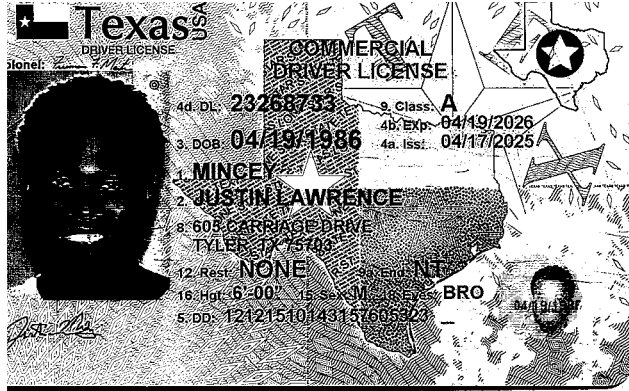 Texas USA
DRIVER LICENSE
COMMERCIAL
DRIVER LICENSE
4d. DL: 23268733 9. Class: A
4b. Exp: 04/19/2026
3. DOB: 04/19/1986 4a. Iss: 04/17/2025
1. MINCEY
2. JUSTIN LAWRENCE
8. 605 CARRIAGE DRIVE
TYLER, TX 75703
12. Rest: NONE 9a. End: NT
16. Hgt: 6'-00" 15. Sex: M 18. Eyes: BRO
5. DD: 12121510143157605323
04/19/1986